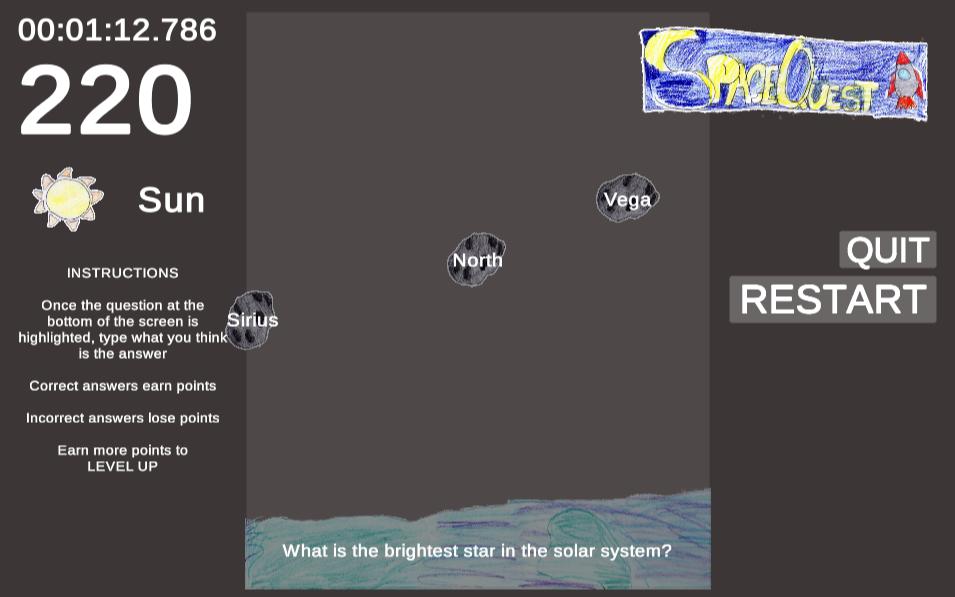 00:01:12.786
220
Sun
INSTRUCTIONS
Once the question at the
bottom of the screen is
highlighted, type what you think
is the answer
Correct answers earn points
Incorrect answers lose points
Earn more points to
LEVEL UP
Sirius
North
Vega
What is the brightest star in the solar system?
SPACEQUEST
QUIT
RESTART